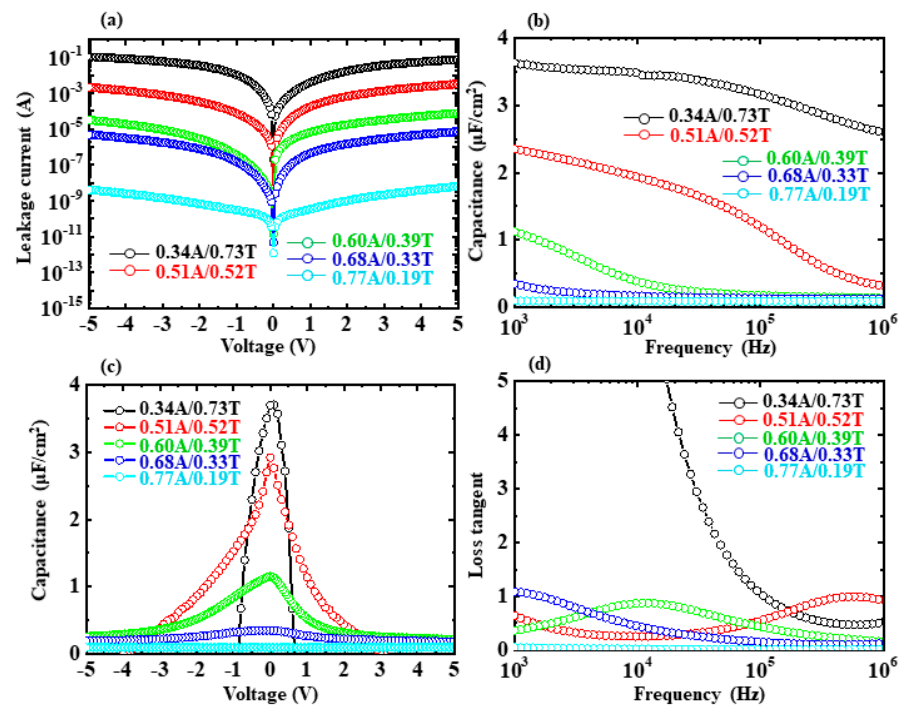 (a)
Leakage current (A)
10-1
10-3
10-5
10-7
10-9
10-11
10-13
10-15
0.34A/0.73T
0.51A/0.52T
0.60A/0.39T
0.68A/0.33T
0.77A/0.19T
-5 -4 -3 -2 -1 0 1 2 3 4 5
Voltage (V)
(b)
Capacitance (μF/cm2)
4
3
2
1
0
0.34A/0.73T
0.51A/0.52T
0.60A/0.39T
0.68A/0.33T
0.77A/0.19T
103 104 105 106
Frequency (Hz)
(c)
Capacitance (μF/cm2)
4
3
2
1
0
0.34A/0.73T
0.51A/0.52T
0.60A/0.39T
0.68A/0.33T
0.77A/0.19T
-5 -4 -3 -2 -1 0 1 2 3 4 5
Voltage (V)
(d)
Loss tangent
5
4
3
2
1
0
0.34A/0.73T
0.51A/0.52T
0.60A/0.39T
0.68A/0.33T
0.77A/0.19T
103 104 105 106
Frequency (Hz)